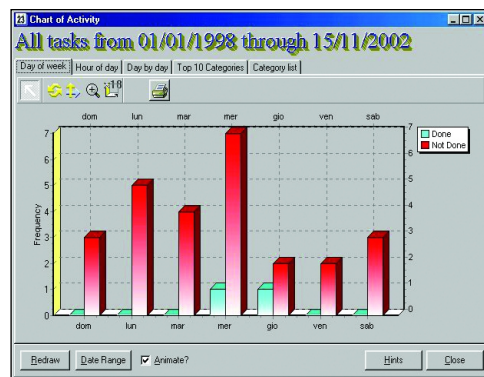 Chart of Activity
All tasks from 01/01/1998 through 15/11/2002
Day of week Hour of day Day by day Top 10 Categories Category list
dom lun mar mer gio ven sab
Done
Not Done
Frequency
7 7
6 6
5 5
4 4
3 3
2 2
1 1
0 0
dom lun mar mer gio ven sab
Redraw Date Range Animate? Hints Close